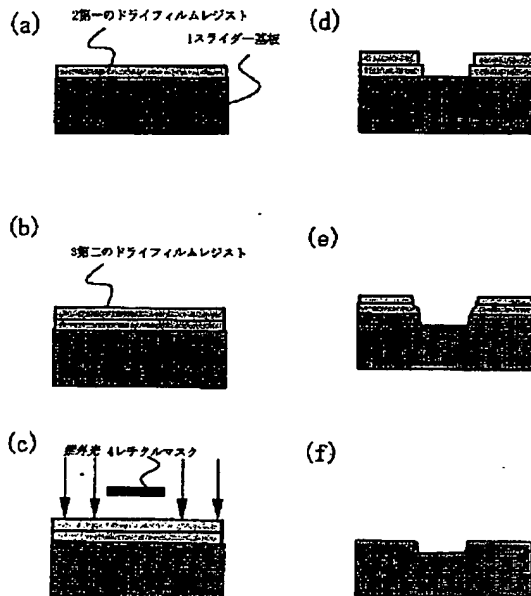 (a)
2第一のドライフィルムレジスト
1スライダー基板
(b)
3第二のドライフィルムレジスト
(c)
紫外光 4レチクルマスク
(d)
(e)
(f)